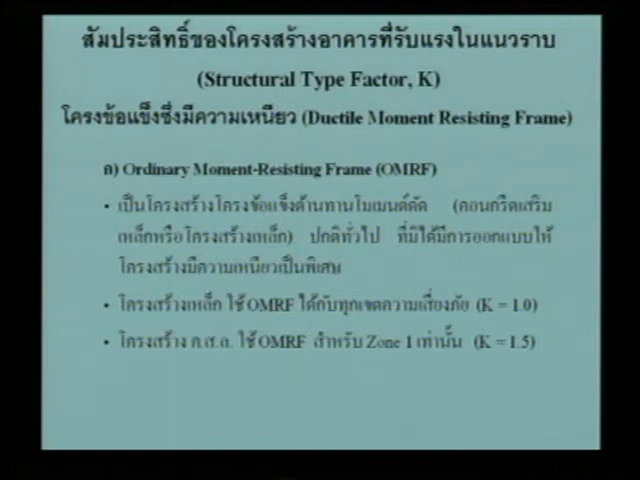 สัมประสิทธิ์ของโครงสร้างอาคารที่รับแรงในแนวราบ
(Structural Type Factor, K)
โครงข้อแข็งซึ่งมีความเหนียว (Ductile Moment Resisting Frame)
ก) Ordinary Moment-Resisting Frame (OMRF)
• เป็นโครงสร้างโครงข้อแข็งต้านทานโมเมนต์ดัด (คอนกรีตเสริม
เหล็กหรือโครงสร้างเหล็ก) ปกติทั่วไป ที่มิได้มีการออกแบบให้
โครงสร้างมีความเหนียวเป็นพิเศษ
• โครงสร้างเหล็ก ใช้ OMRF ได้กับทุกเขตความเสี่ยงภัย (K = 1.0)
• โครงสร้าง ค.ส.ล. ใช้ OMRF สำหรับ Zone 1 เท่านั้น (K = 1.5)